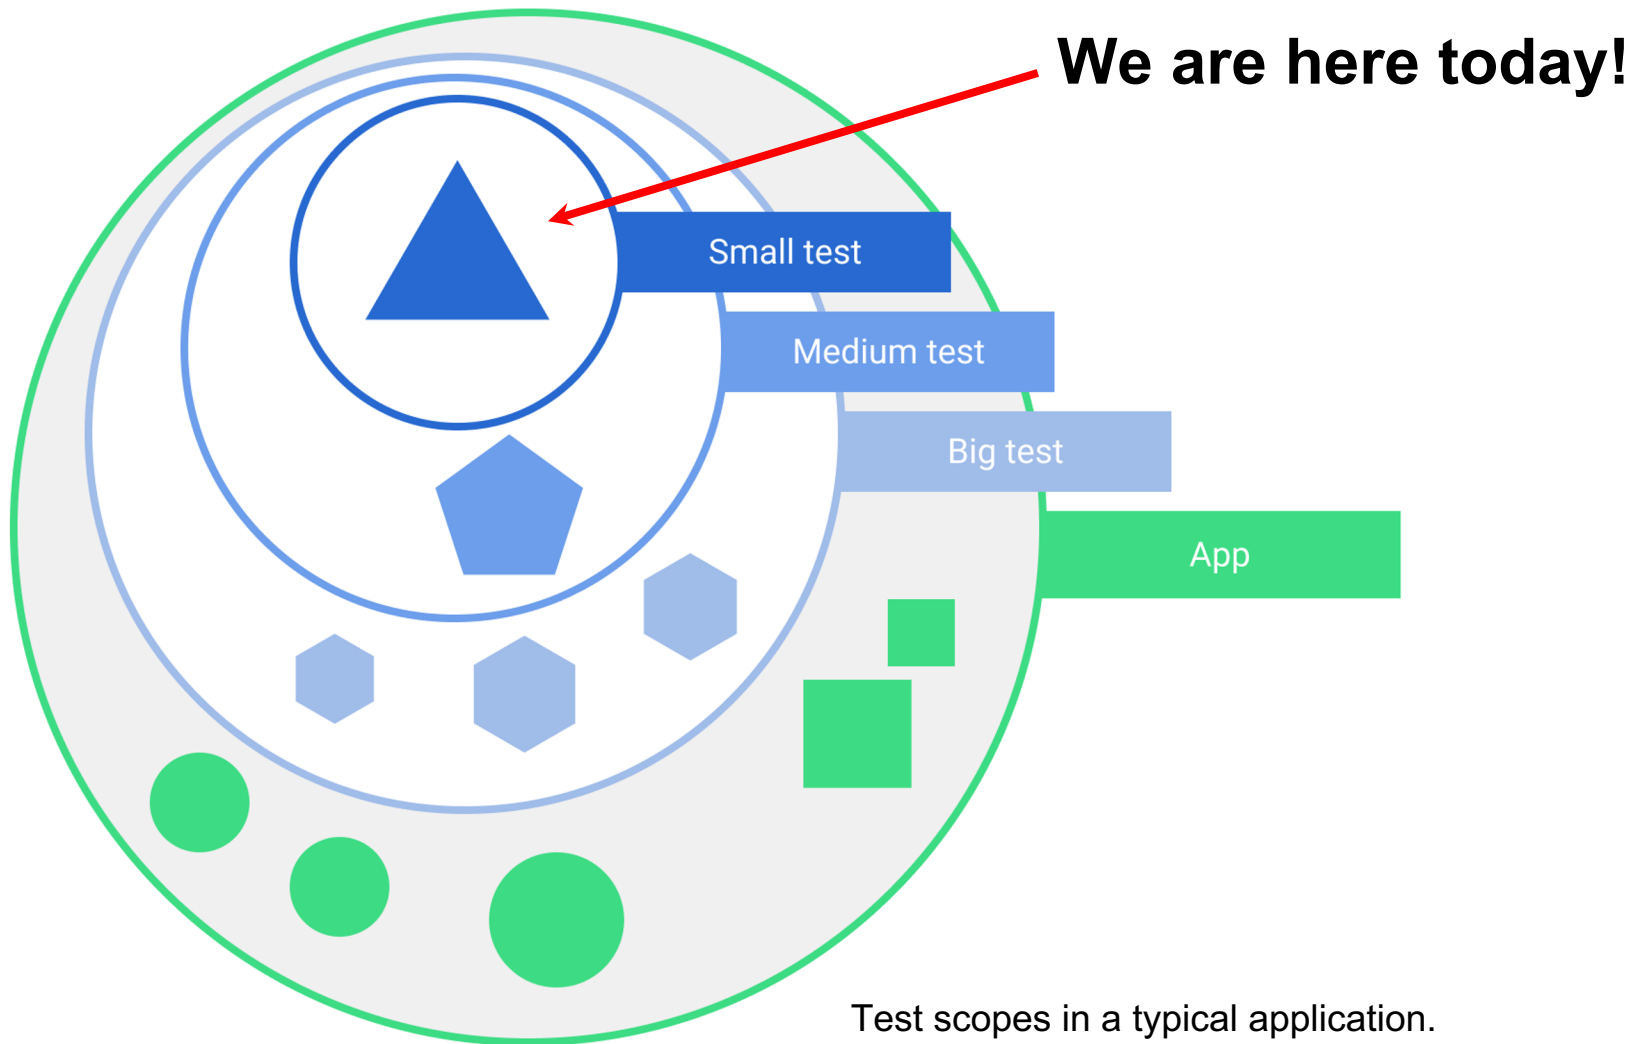 We are here today!
Small test
Medium test
Big test
App
Test scopes in a typical application.